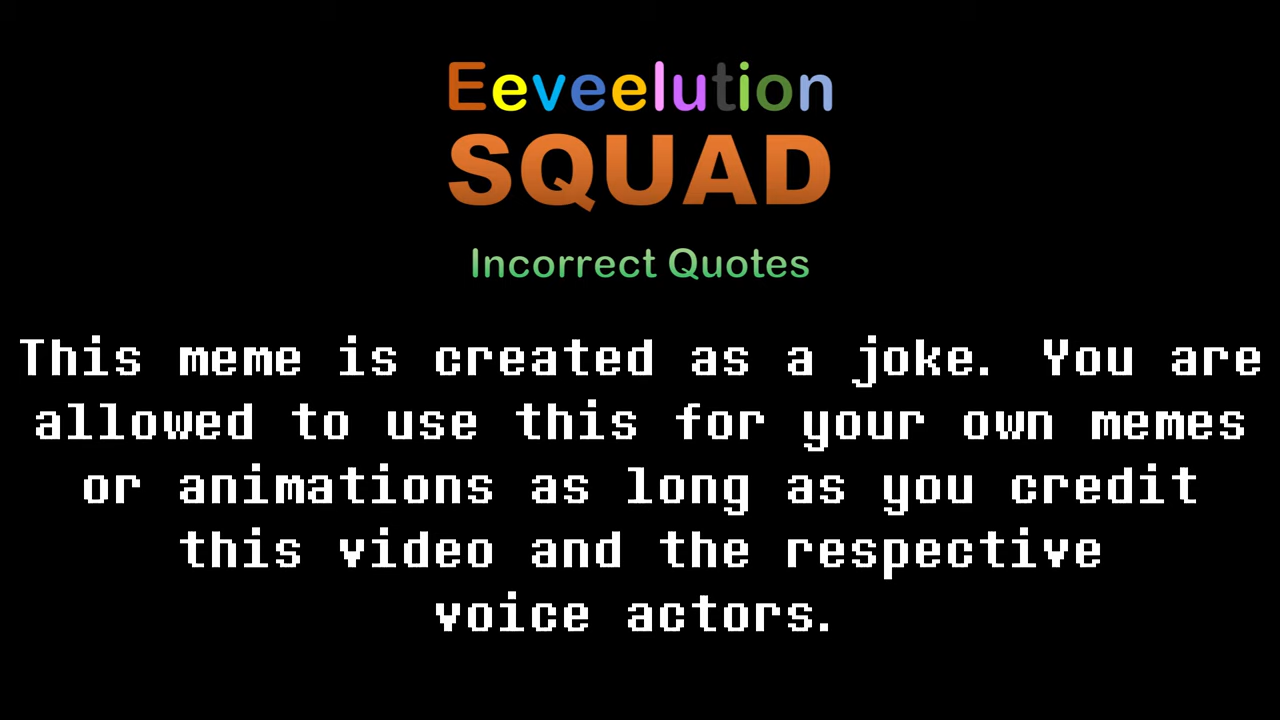 Eeveelution
SQUAD
Incorrect Quotes
This meme is created as a joke. You are
allowed to use this for your own memes
or animations as long as you credit
this video and the respective
voice actors.